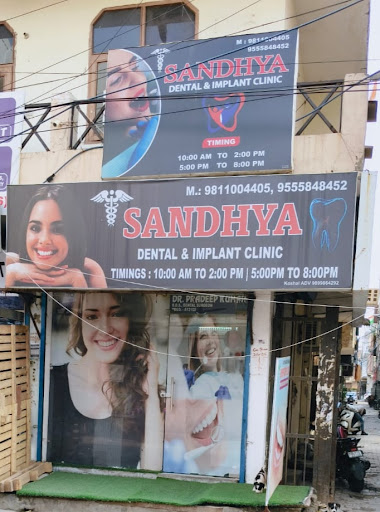 M : 9811004405
9555848452
SANDHYA
DENTAL & IMPLANT CLINIC
TIMING
10:00 AM TO 2:00 PM
5:00 PM TO 8:00 PM
M.: 9811004405, 9555848452
SANDHYA
DENTAL & IMPLANT CLINIC
TIMINGS : 10:00 AM TO 2:00 PM | 5:00PM TO 8:00PM
DR. PRADEEP KUMAR